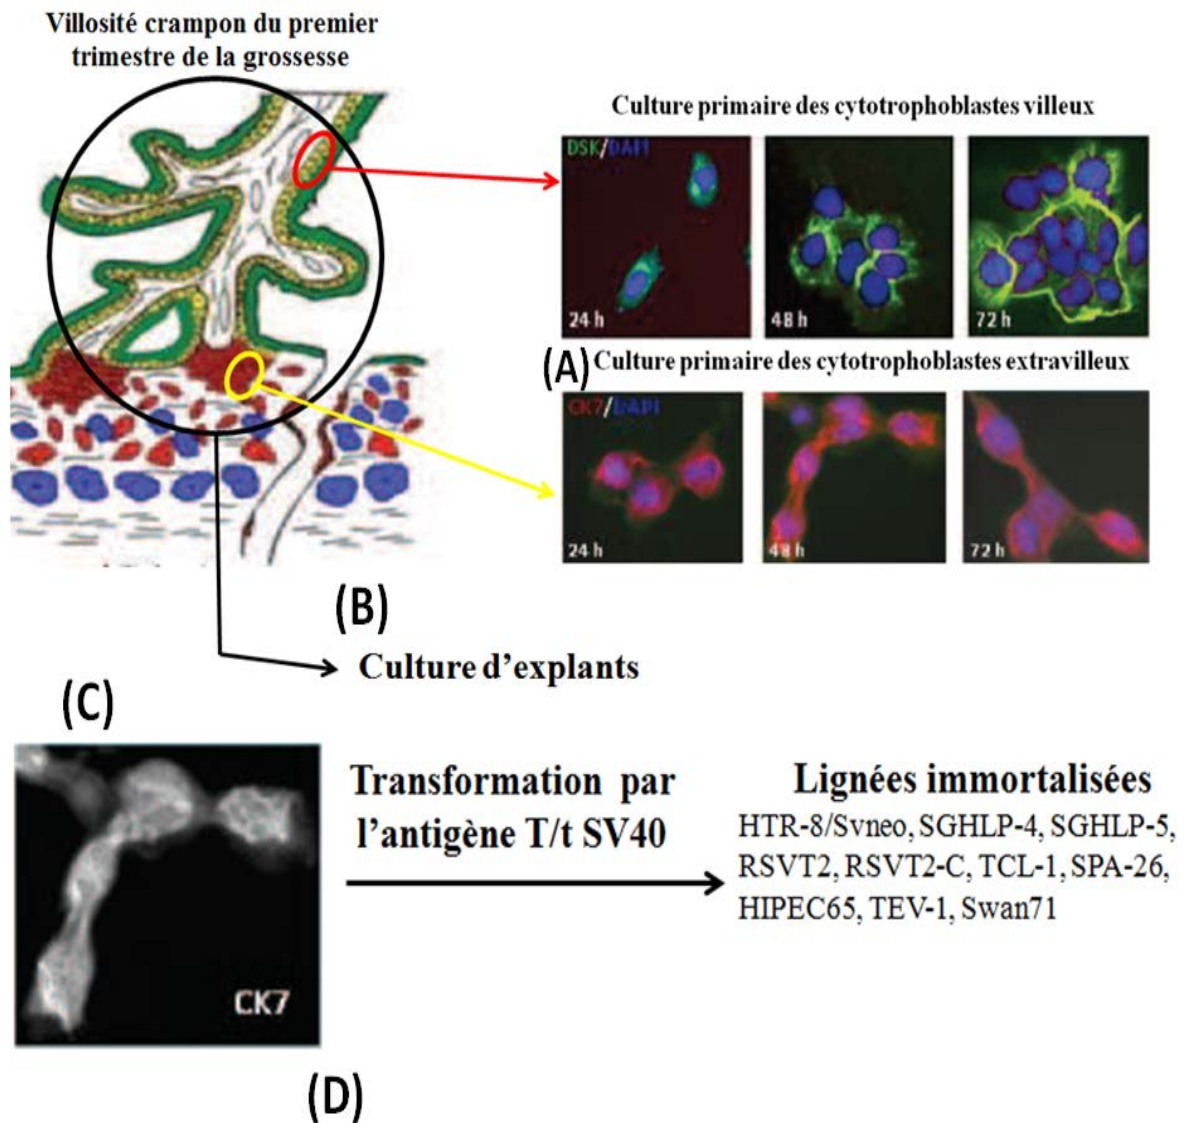 Villosité crampon du premier
trimestre de la grossesse
Culture primaire des cytotrophoblastes villeux
DSK/DAPI
24 h
48 h
72 h
(A)
Culture primaire des cytotrophoblastes extravilleux
CK7/DAPI
24 h
48 h
72 h
(B)
Culture d'explants
(C)
CK7
Transformation par
l'antigène T/t SV40
Lignées immortalisées
HTR-8/Svneo, SGHLP-4, SGHLP-5,
RSVT2, RSVT2-C, TCL-1, SPA-26,
HIPEC65, TEV-1, Swan71
(D)